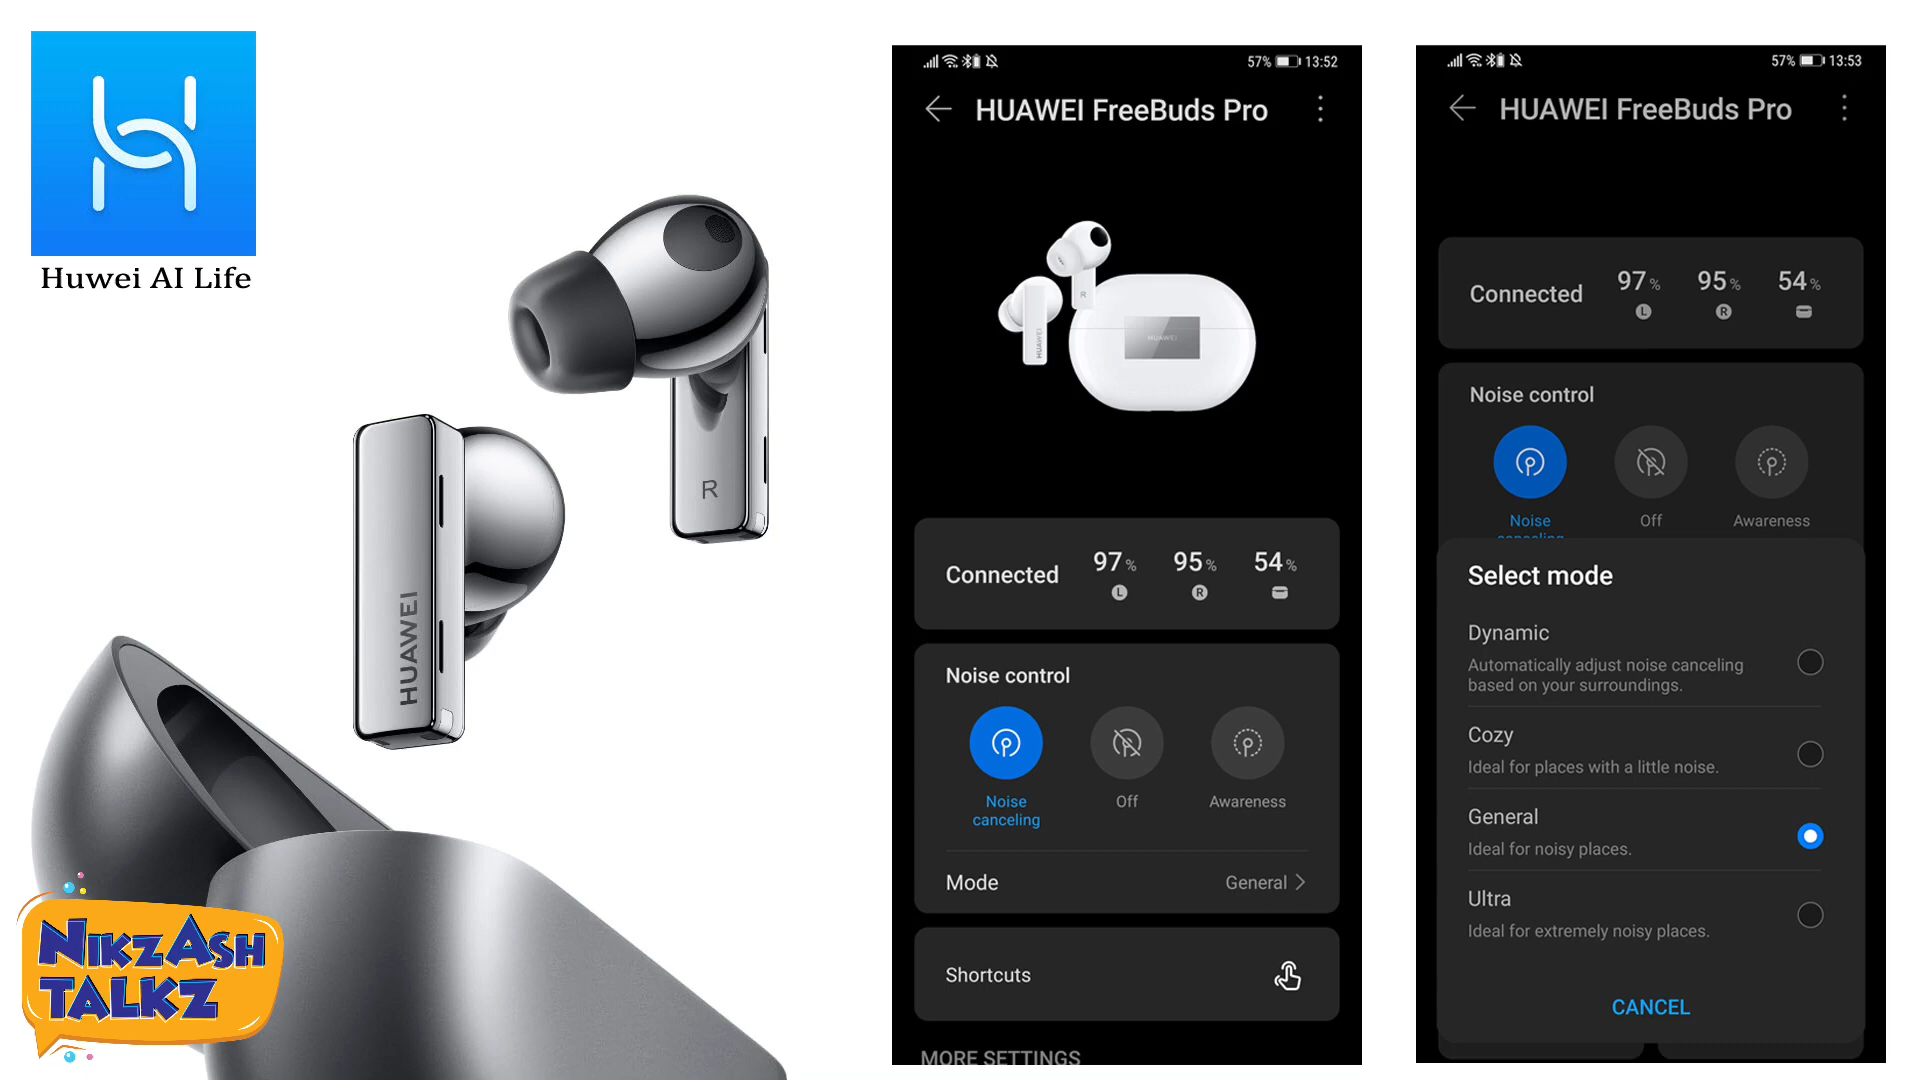 Huwei AI Life
R
HUAWEI
NIKZASH
TALKZ
57% 13:52
HUAWEI FreeBuds Pro
R
HUAWEI
HUAWEI
Connected
97% 95% 54%
L R
Noise control
Noise
canceling
Off
Awareness
Mode General
Shortcuts
MORE SETTINGS
57% 13:53
HUAWEI FreeBuds Pro
Connected
97% 95% 54%
L R
Noise control
Noise
canceling
Off
Awareness
Select mode
Dynamic
Automatically adjust noise canceling
based on your surroundings.
Cozy
Ideal for places with a little noise.
General
Ideal for noisy places.
Ultra
Ideal for extremely noisy places.
CANCEL